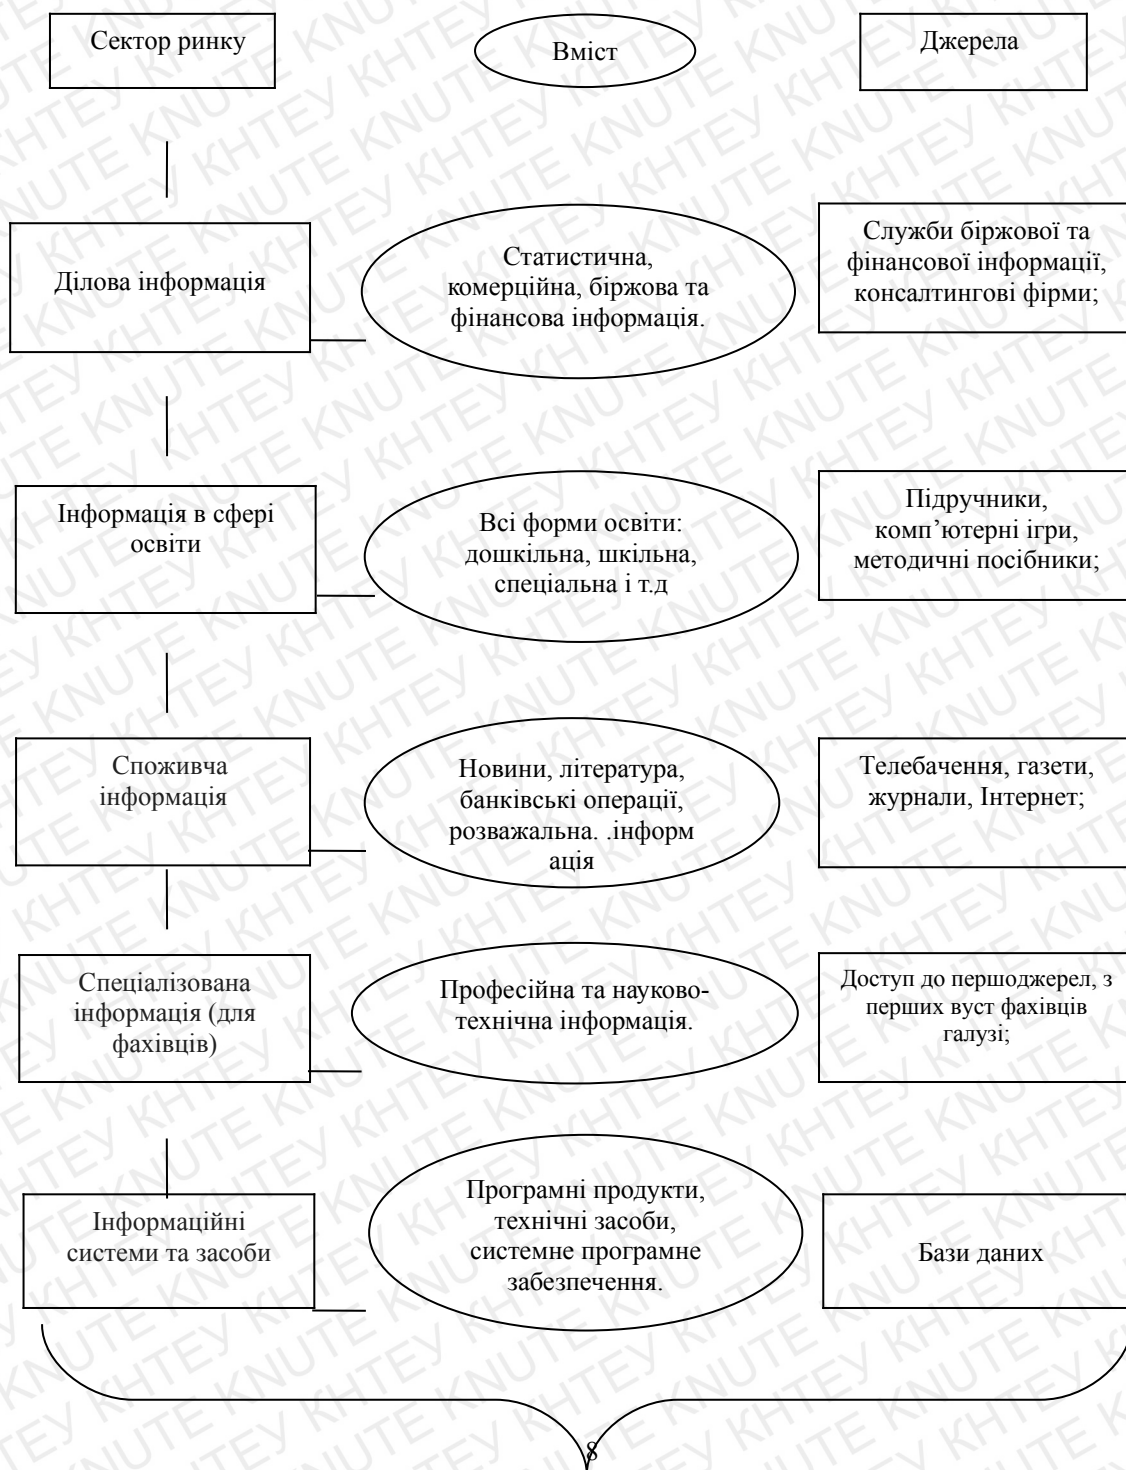 Сектор ринку
Вміст
Джерела
Ділова інформація
Статистична,
комерційна, біржова та
фінансова інформація.
Служби біржової та
фінансової інформації,
консалтингові фірми;
Інформація в сфері
освіти
Всі форми освіти:
дошкільна, шкільна,
спеціальна і т.д
Підручники,
комп’ютерні ігри,
методичні посібники;
Споживча
інформація
Новини, література,
банківські операції,
розважальна. .інформ
ація
Телебачення, газети,
журнали, Інтернет;
Спеціалізована
інформація (для
фахівців)
Професійна та науково-
технічна інформація.
Доступ до першоджерел, з
перших вуст фахівців
галузі;
Інформаційні
системи та засоби
Програмні продукти,
технічні засоби,
системне програмне
забезпечення.
Бази даних
8